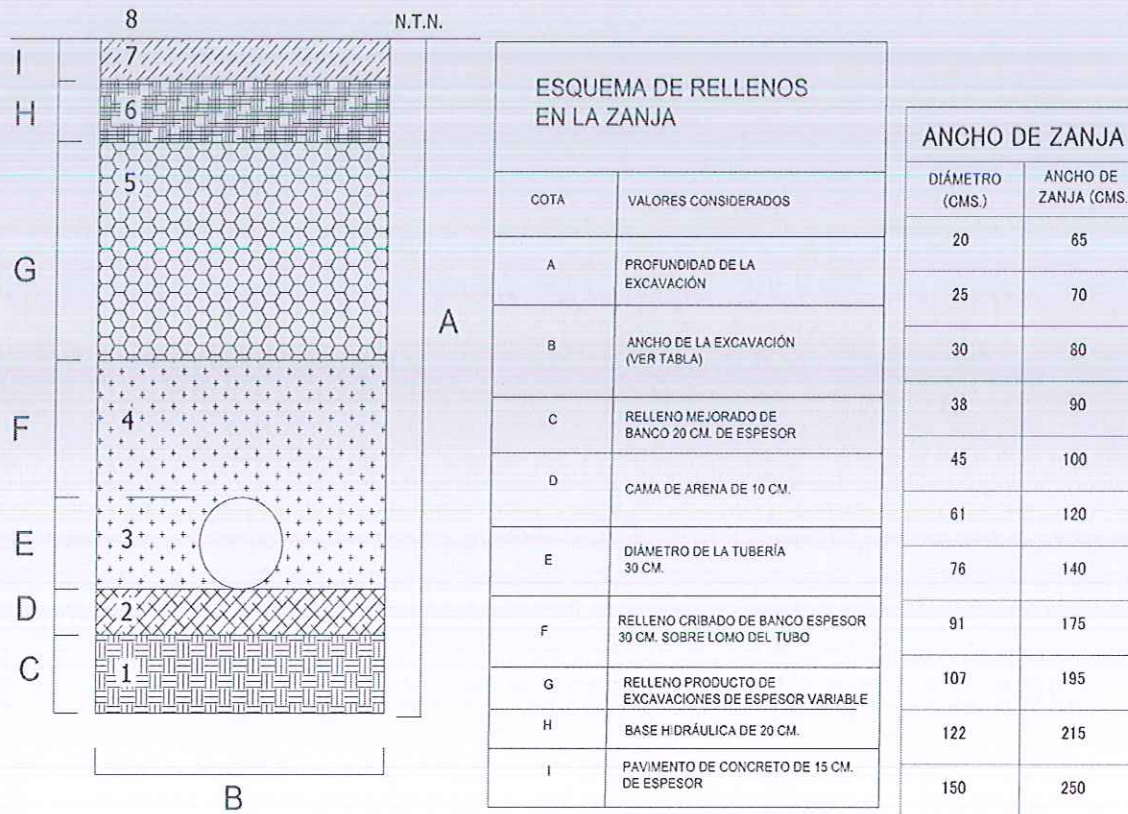 8
N.T.N.
I
7
H
6
5
G
A
F
4
E
3
D
2
C
1
B
ESQUEMA DE RELLENOS
EN LA ZANJA
COTA VALORES CONSIDERADOS
A PROFUNDIDAD DE LA
EXCAVACIÓN
B ANCHO DE LA EXCAVACIÓN
(VER TABLA)
C RELLENO MEJORADO DE
BANCO 20 CM. DE ESPESOR
D CAMA DE ARENA DE 10 CM.
E DIÁMETRO DE LA TUBERÍA
30 CM.
F RELLENO CRIBADO DE BANCO ESPESOR
30 CM. SOBRE LOMO DEL TUBO
G RELLENO PRODUCTO DE
EXCAVACIONES DE ESPESOR VARIABLE
H BASE HIDRÁULICA DE 20 CM.
I PAVIMENTO DE CONCRETO DE 15 CM.
DE ESPESOR
ANCHO DE ZANJA
DIÁMETRO
(CMS.)
ANCHO DE
ZANJA (CMS.
20 65
25 70
30 80
38 90
45 100
61 120
76 140
91 175
107 195
122 215
150 250